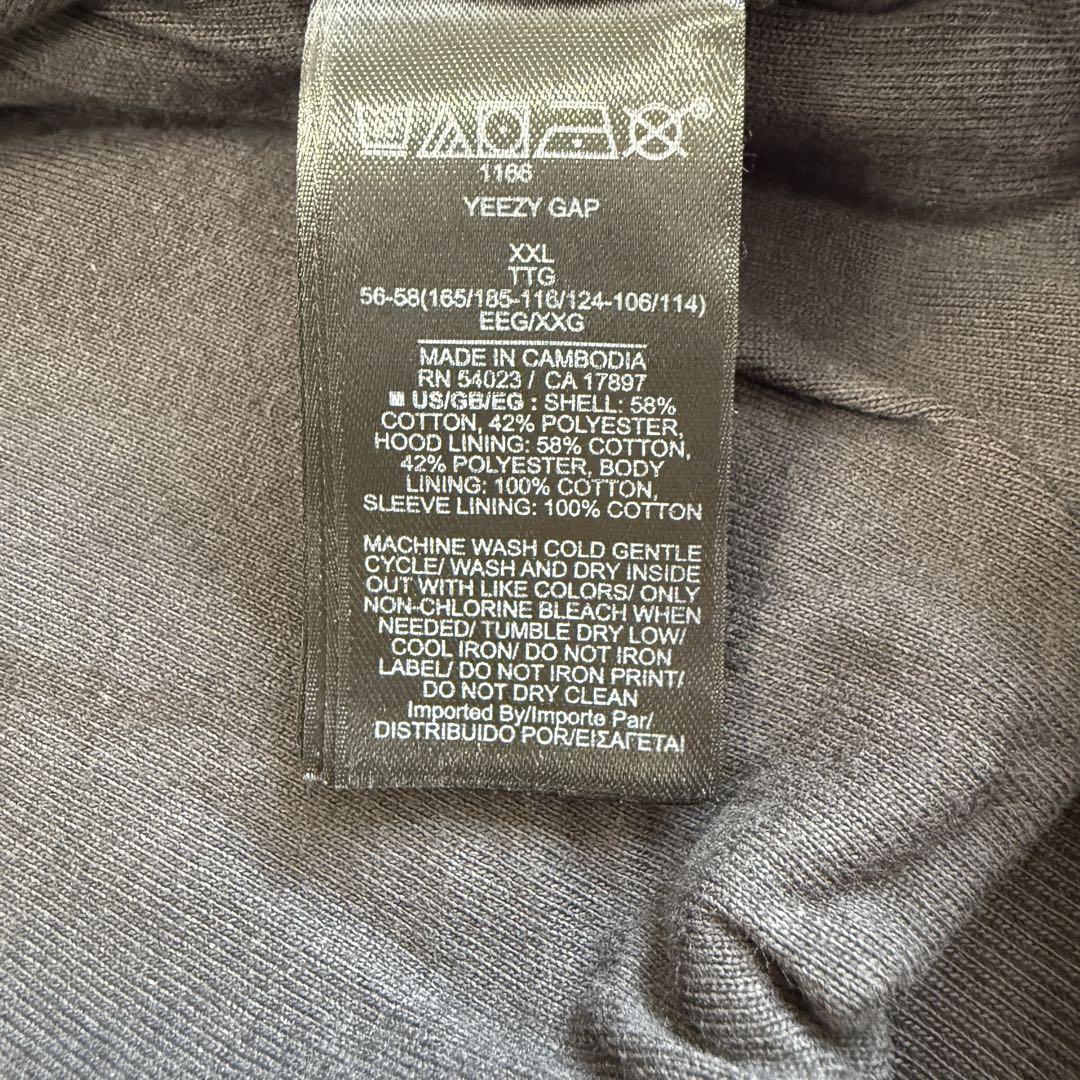 1166
YEEZY GAP
XXL
TTG
56-58(165/185-116/124-106/114)
EEG/XXG
MADE IN CAMBODIA
RN 54023 / CA 17897
US/GB/EG : SHELL: 58%
COTTON, 42% POLYESTER,
HOOD LINING: 58% COTTON,
42% POLYESTER, BODY
LINING: 100% COTTON,
SLEEVE LINING: 100% COTTON
MACHINE WASH COLD GENTLE
CYCLE/ WASH AND DRY INSIDE
OUT WITH LIKE COLORS/ ONLY
NON-CHLORINE BLEACH WHEN
NEEDED/ TUMBLE DRY LOW/
COOL IRON/ DO NOT IRON
LABEL/ DO NOT IRON PRINT/
DO NOT DRY CLEAN
Imported By/Importe Par/
DISTRIBUIDO POR/ΕΙΣΑΓΕΤΑΙ